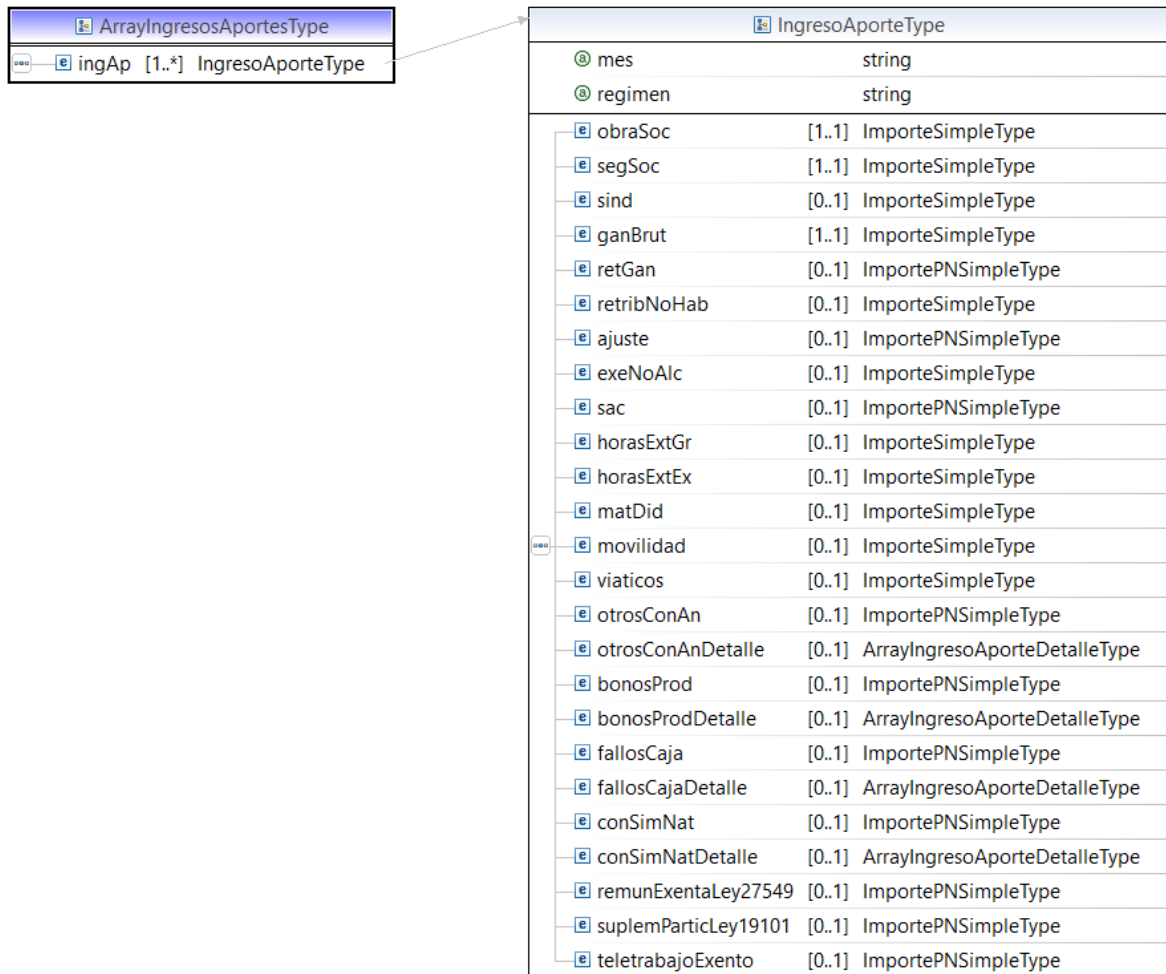 ArrayIngresosAportesType
ingAp [1..*] IngresoAporteType
IngresoAporteType
mes string
regimen string
obraSoc [1..1] ImporteSimpleType
segSoc [1..1] ImporteSimpleType
sind [0..1] ImporteSimpleType
ganBrut [1..1] ImporteSimpleType
retGan [0..1] ImportePNSimpleType
retribNoHab [0..1] ImporteSimpleType
ajuste [0..1] ImportePNSimpleType
exeNoAlc [0..1] ImporteSimpleType
sac [0..1] ImportePNSimpleType
horasExtGr [0..1] ImporteSimpleType
horasExtEx [0..1] ImporteSimpleType
matDid [0..1] ImporteSimpleType
movilidad [0..1] ImporteSimpleType
viaticos [0..1] ImporteSimpleType
otrosConAn [0..1] ImportePNSimpleType
otrosConAnDetalle [0..1] ArrayIngresoAporteDetalleType
bonosProd [0..1] ImportePNSimpleType
bonosProdDetalle [0..1] ArrayIngresoAporteDetalleType
fallosCaja [0..1] ImportePNSimpleType
fallosCajaDetalle [0..1] ArrayIngresoAporteDetalleType
conSimNat [0..1] ImportePNSimpleType
conSimNatDetalle [0..1] ArrayIngresoAporteDetalleType
remunExentaLey27549 [0..1] ImportePNSimpleType
suplemParticLey19101 [0..1] ImportePNSimpleType
teletrabajoExento [0..1] ImportePNSimpleType